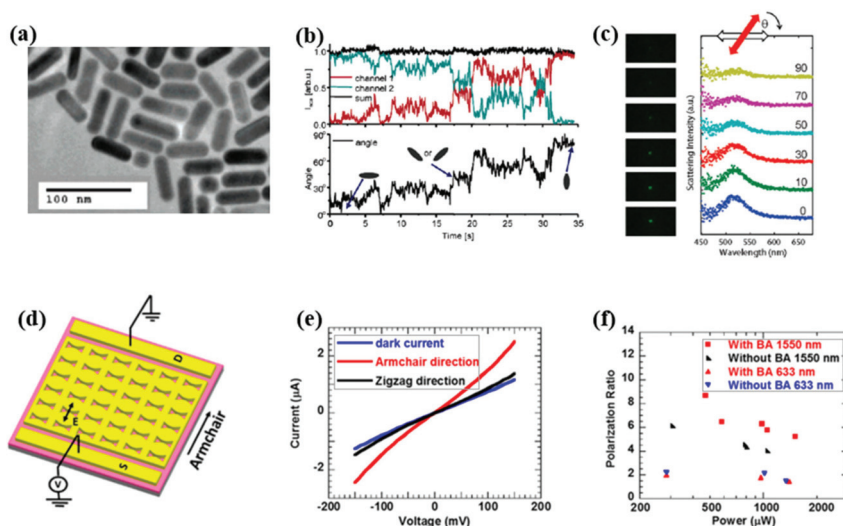 (a)
100 nm
(b)
channel 1
channel 2
sum
1.0
0.5
0.0
angle
or
90°
60°
30°
0°
Angle
0 5 10 15 20 25 30 35
Time [s]
(c)
θ
Scattering Intensity (a.u.)
90
70
50
30
10
0
450 500 550 600 650
Wavelength (nm)
(d)
D
E
S
V
Armchair
(e)
dark current
Armchair direction
Zigzag direction
Current (μA)
2
0
-2
-200 -100 0 100 200
Voltage (mV)
(f)
With BA 1550 nm
Without BA 1550 nm
With BA 633 nm
Without BA 633 nm
Polarization Ratio
14
12
10
8
6
4
2
0
200 1000 2000
Power (μW)